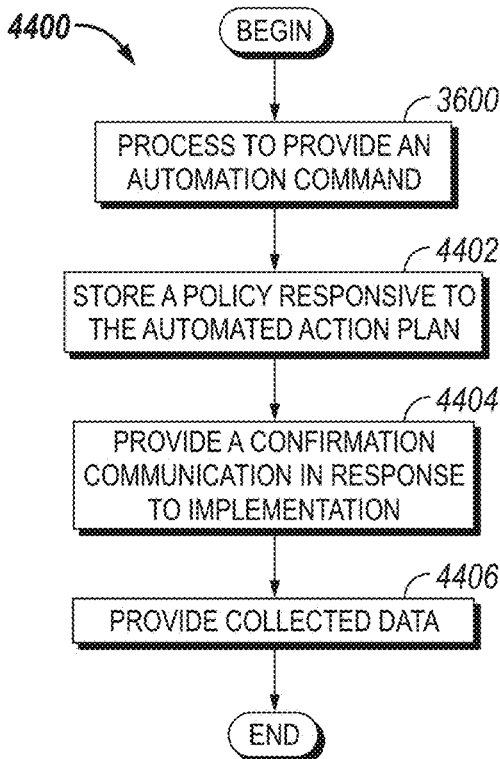 4400
BEGIN
3600
PROCESS TO PROVIDE AN
AUTOMATION COMMAND
4402
STORE A POLICY RESPONSIVE TO
THE AUTOMATED ACTION PLAN
4404
PROVIDE A CONFIRMATION
COMMUNICATION IN RESPONSE
TO IMPLEMENTATION
4406
PROVIDE COLLECTED DATA
END